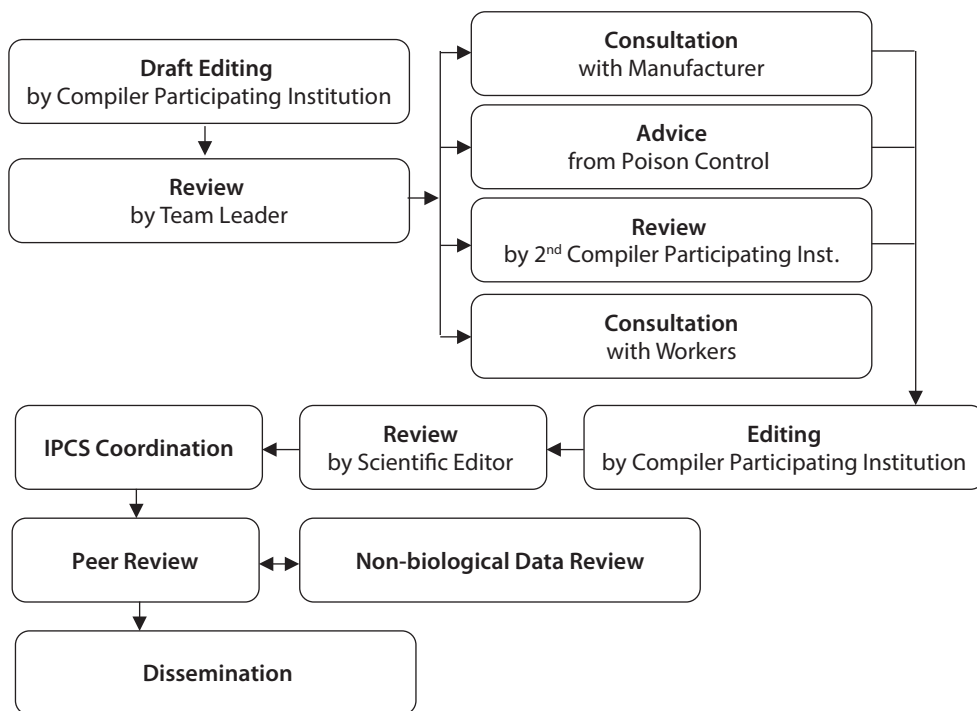 Draft Editing
by Compiler Participating Institution
Review
by Team Leader
Consultation
with Manufacturer
Advice
from Poison Control
Review
by 2nd Compiler Participating Inst.
Consultation
with Workers
Editing
by Compiler Participating Institution
Review
by Scientific Editor
IPCS Coordination
Peer Review
Non-biological Data Review
Dissemination